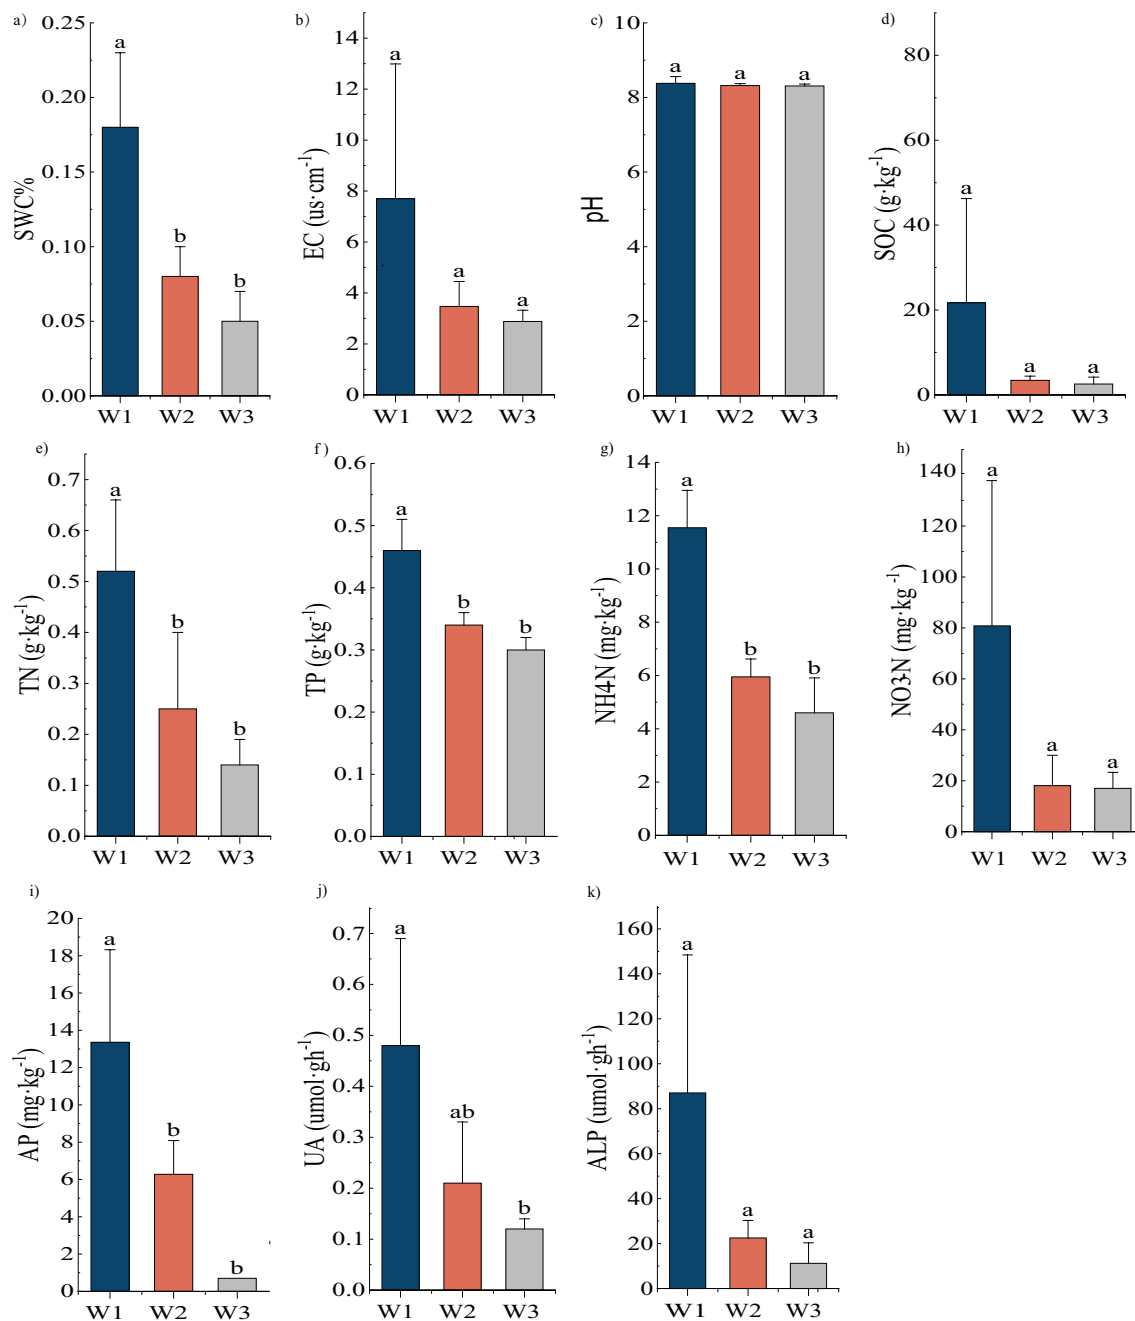 a)
0.25
0.20
0.15
0.10
0.05
0.00
SWC%
a
b
b
W1 W2 W3
b)
14
12
10
8
6
4
2
0
EC (us·cm⁻¹)
a
a
a
W1 W2 W3
c)
10
8
6
4
2
0
pH
a
a
a
W1 W2 W3
d)
80
60
40
20
0
SOC (g·kg⁻¹)
a
a
a
W1 W2 W3
e)
0.7
0.6
0.5
0.4
0.3
0.2
0.1
0.0
TN (g·kg⁻¹)
a
b
b
W1 W2 W3
f)
0.6
0.5
0.4
0.3
0.2
0.1
0.0
TP (g·kg⁻¹)
a
b
b
W1 W2 W3
g)
14
12
10
8
6
4
2
0
NH4-N (mg·kg⁻¹)
a
b
b
W1 W2 W3
h)
140
120
100
80
60
40
20
0
NO3-N (mg·kg⁻¹)
a
a
a
W1 W2 W3
i)
20
18
16
14
12
10
8
6
4
2
0
AP (mg·kg⁻¹)
a
b
b
W1 W2 W3
j)
0.7
0.6
0.5
0.4
0.3
0.2
0.1
0.0
UA (umol·gh⁻¹)
a
ab
b
W1 W2 W3
k)
160
140
120
100
80
60
40
20
0
ALP (umol·gh⁻¹)
a
a
a
W1 W2 W3